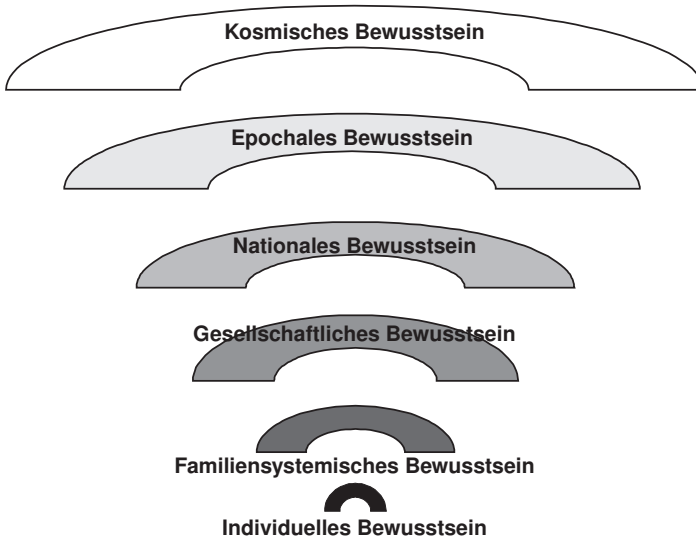 Kosmisches Bewusstsein
Epochales Bewusstsein
Nationales Bewusstsein
Gesellschaftliches Bewusstsein
Familiensystemisches Bewusstsein
Individuelles Bewusstsein